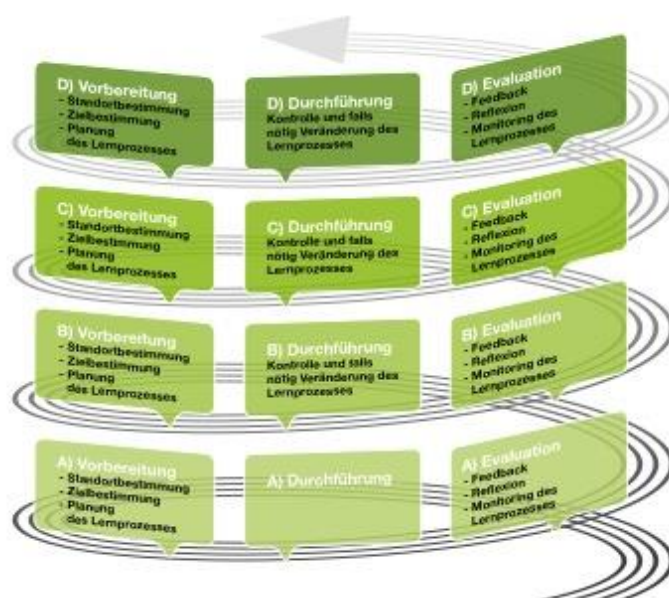 D) Vorbereitung
- Standortbestimmung
- Zielbestimmung
- Planung
des Lernprozesses
D) Durchführung
Kontrolle und falls
nötig Veränderung des
Lernprozesses
D) Evaluation
- Feedback
- Reflexion
- Monitoring des
Lernprozesses
C) Vorbereitung
- Standortbestimmung
- Zielbestimmung
- Planung
des Lernprozesses
C) Durchführung
Kontrolle und falls
nötig Veränderung des
Lernprozesses
C) Evaluation
- Feedback
- Reflexion
- Monitoring des
Lernprozesses
B) Vorbereitung
- Standortbestimmung
- Zielbestimmung
- Planung
des Lernprozesses
B) Durchführung
Kontrolle und falls
nötig Veränderung des
Lernprozesses
B) Evaluation
- Feedback
- Reflexion
- Monitoring des
Lernprozesses
A) Vorbereitung
- Standortbestimmung
- Zielbestimmung
- Planung
des Lernprozesses
A) Durchführung
A) Evaluation
- Feedback
- Reflexion
- Monitoring des
Lernprozesses